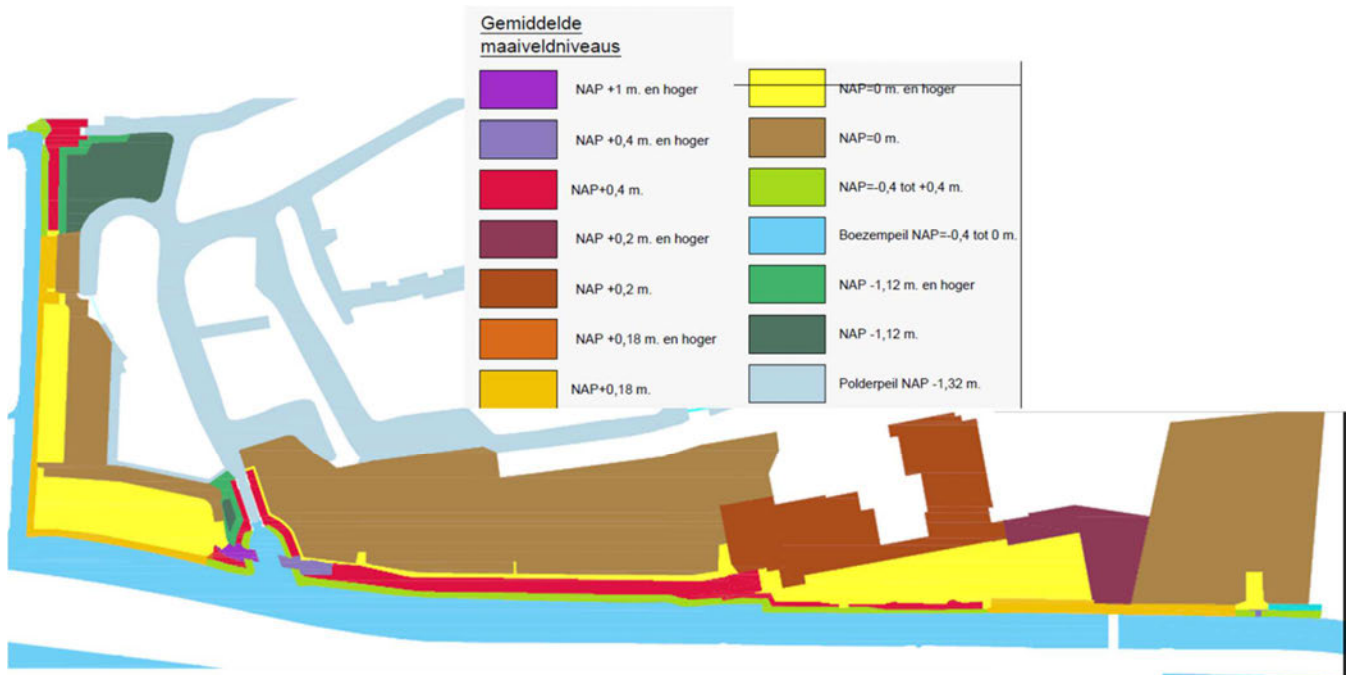 Gemiddelde
maaiveldniveaus
NAP +1 m. en hoger
NAP +0,4 m. en hoger
NAP+0,4 m.
NAP +0,2 m. en hoger
NAP +0,2 m.
NAP +0,18 m. en hoger
NAP+0,18 m.
NAP=0 m. en hoger
NAP=0 m.
NAP=-0,4 tot +0,4 m.
Boezempeil NAP=-0,4 tot 0 m.
NAP -1,12 m. en hoger
NAP -1,12 m.
Polderpeil NAP -1,32 m.